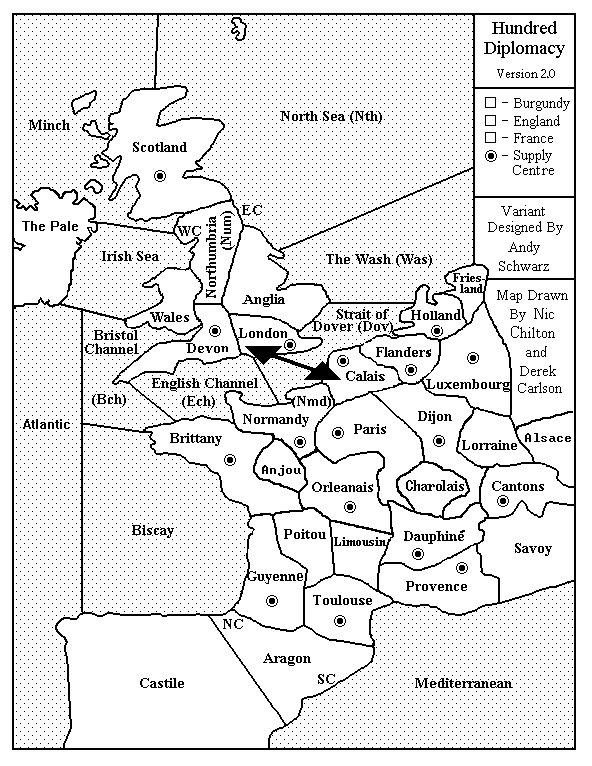 Hundred
Diplomacy
Version 2.0
- Burgundy
- England
- France
- Supply
Centre
Variant
Designed By
Andy
Schwarz
Map Drawn
By Nic
Chilton
and
Derek
Carlson
Minch
North Sea (Nth)
Scotland
EC
The Pale
WC
Northumbria
(Num)
Irish Sea
The Wash (Was)
Fries-
land
Anglia
Wales
Strait of
Dover (Dov)
Holland
Bristol
Channel
Devon
London
Flanders
Calais
Luxembourg
English Channel
(Ech)
(Bch)
(Nmd)
Atlantic
Normandy
Paris
Dijon
Brittany
Lorraine
Alsace
Anjou
Orleanais
Charolais
Cantons
Biscay
Poitou
Limousin
Dauphiné
Savoy
Guyenne
Provence
Toulouse
NC
Aragon
SC
Castile
Mediterranean